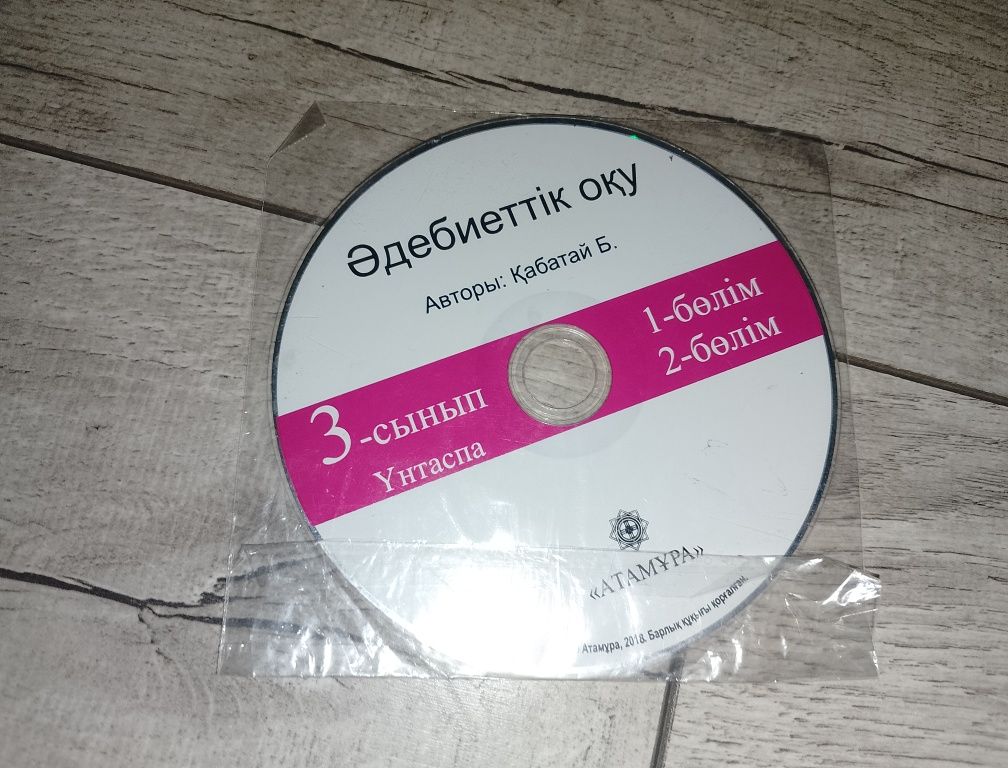 Әдебиеттік оқу
Авторы: Қабатай Б.
1-бөлім
2-бөлім
3-сынып
Үнтаспа
«АТАМҰРА»
Атамұра, 2018. Барлық құқығы қорғалған.